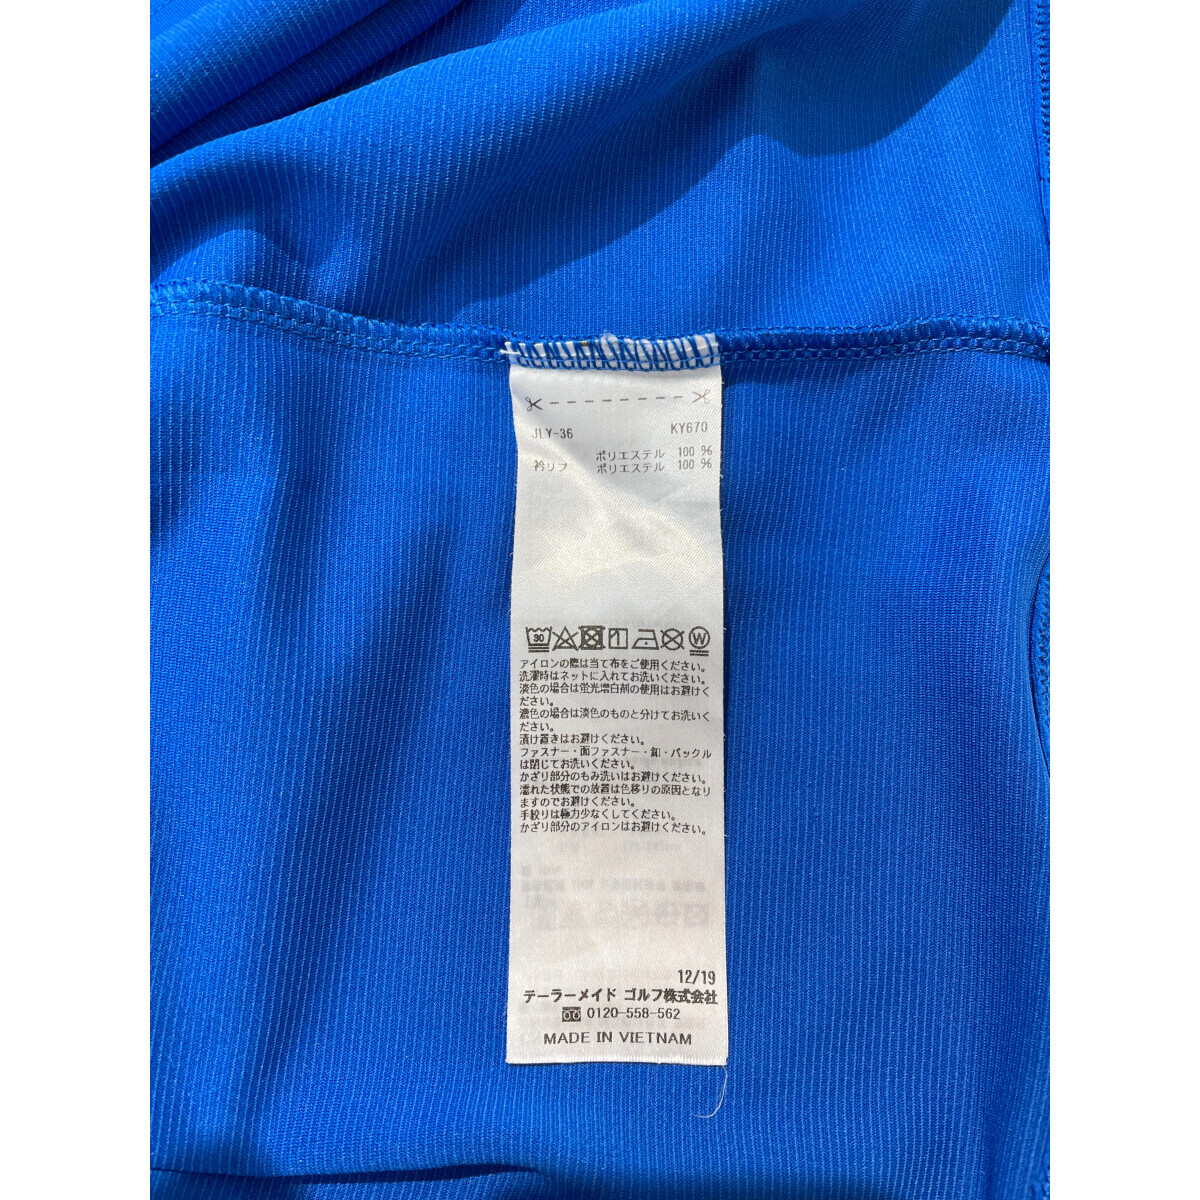 JLY-36 KY670
ポリエステル 100 %
衿リブ ポリエステル 100 %
30 W
アイロンの際は当て布をご使用ください。
洗濯時はネットに入れてお洗いください。
淡色の場合は蛍光増白剤の使用はお避けく
ださい。
濃色の場合は淡色のものと分けてお洗いく
ださい。
漬け置きはお避けください。
ファスナー・面ファスナー・釦・バックル
は閉じてお洗いください。
かざり部分のもみ洗いはお避けください。
濡れた状態での放置は色移りの原因となり
ますのでお避けください。
手絞りは極力少なくしてください。
かざり部分のアイロンはお避けください。
12/19
テーラーメイド ゴルフ株式会社
0120-558-562
MADE IN VIETNAM